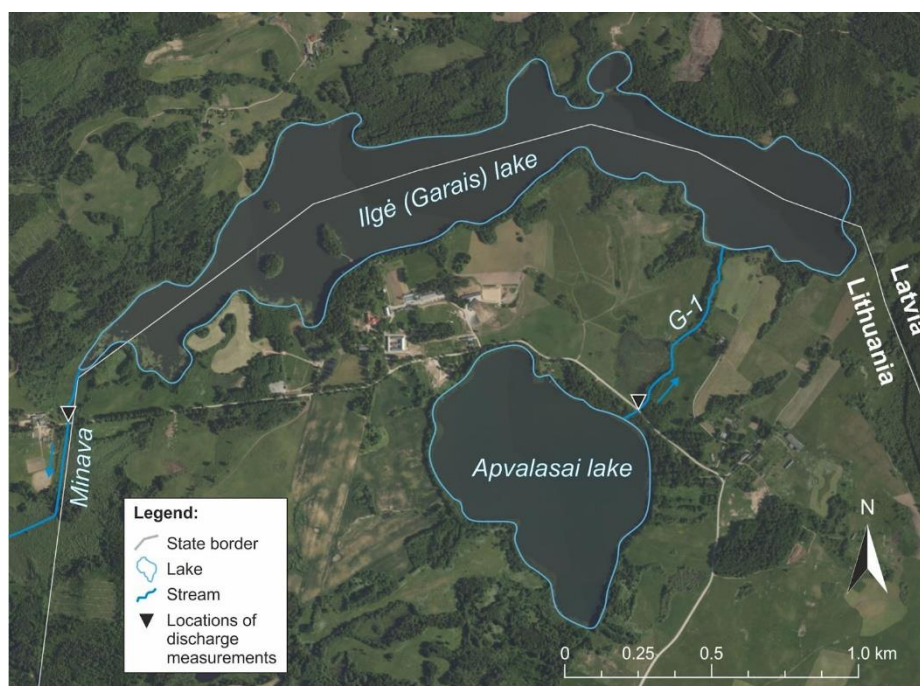 Ilgė (Garais) lake
Latvia
Lithuania
G-1
Minava
Apvalasai lake
Legend:
State border
Lake
Stream
Locations of
discharge
measurements
N
0 0.25 0.5 1.0 km